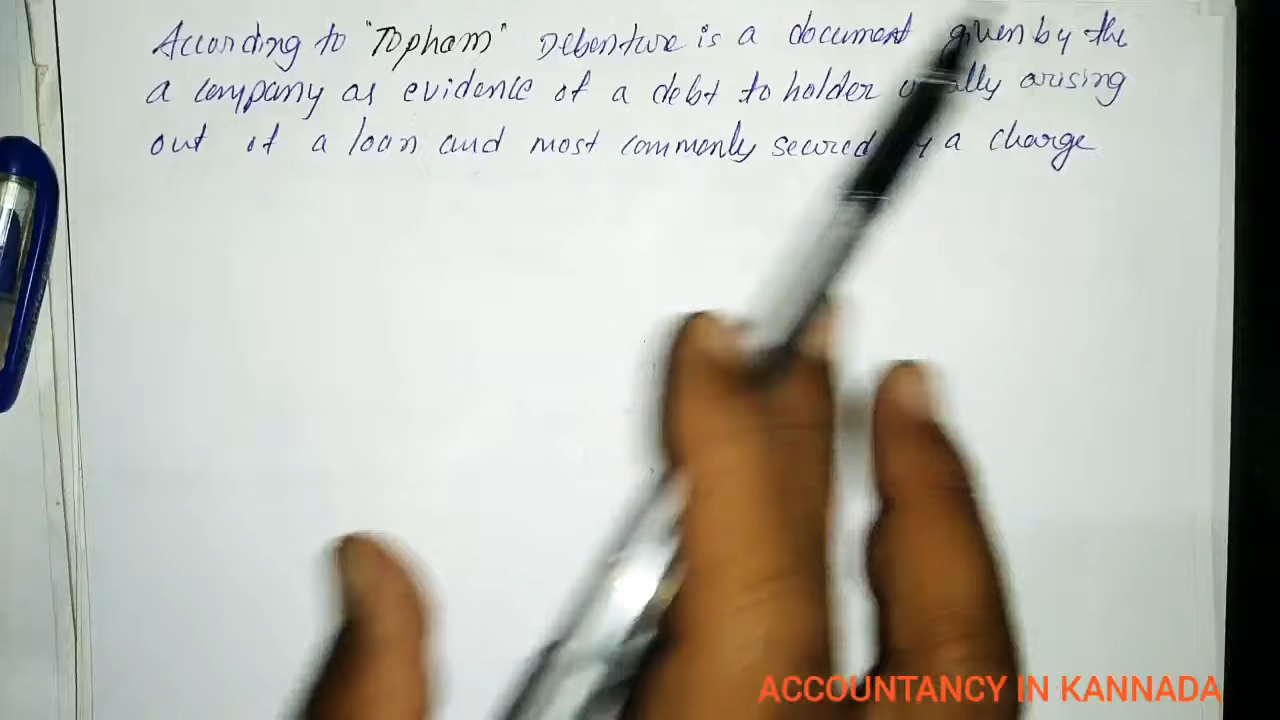 According to "Topham" Debenture is a document given by the
a company as evidence of a debt to holder arising
out of a loan and most commonly secured a charge
ACCOUNTANCY IN KANNADA